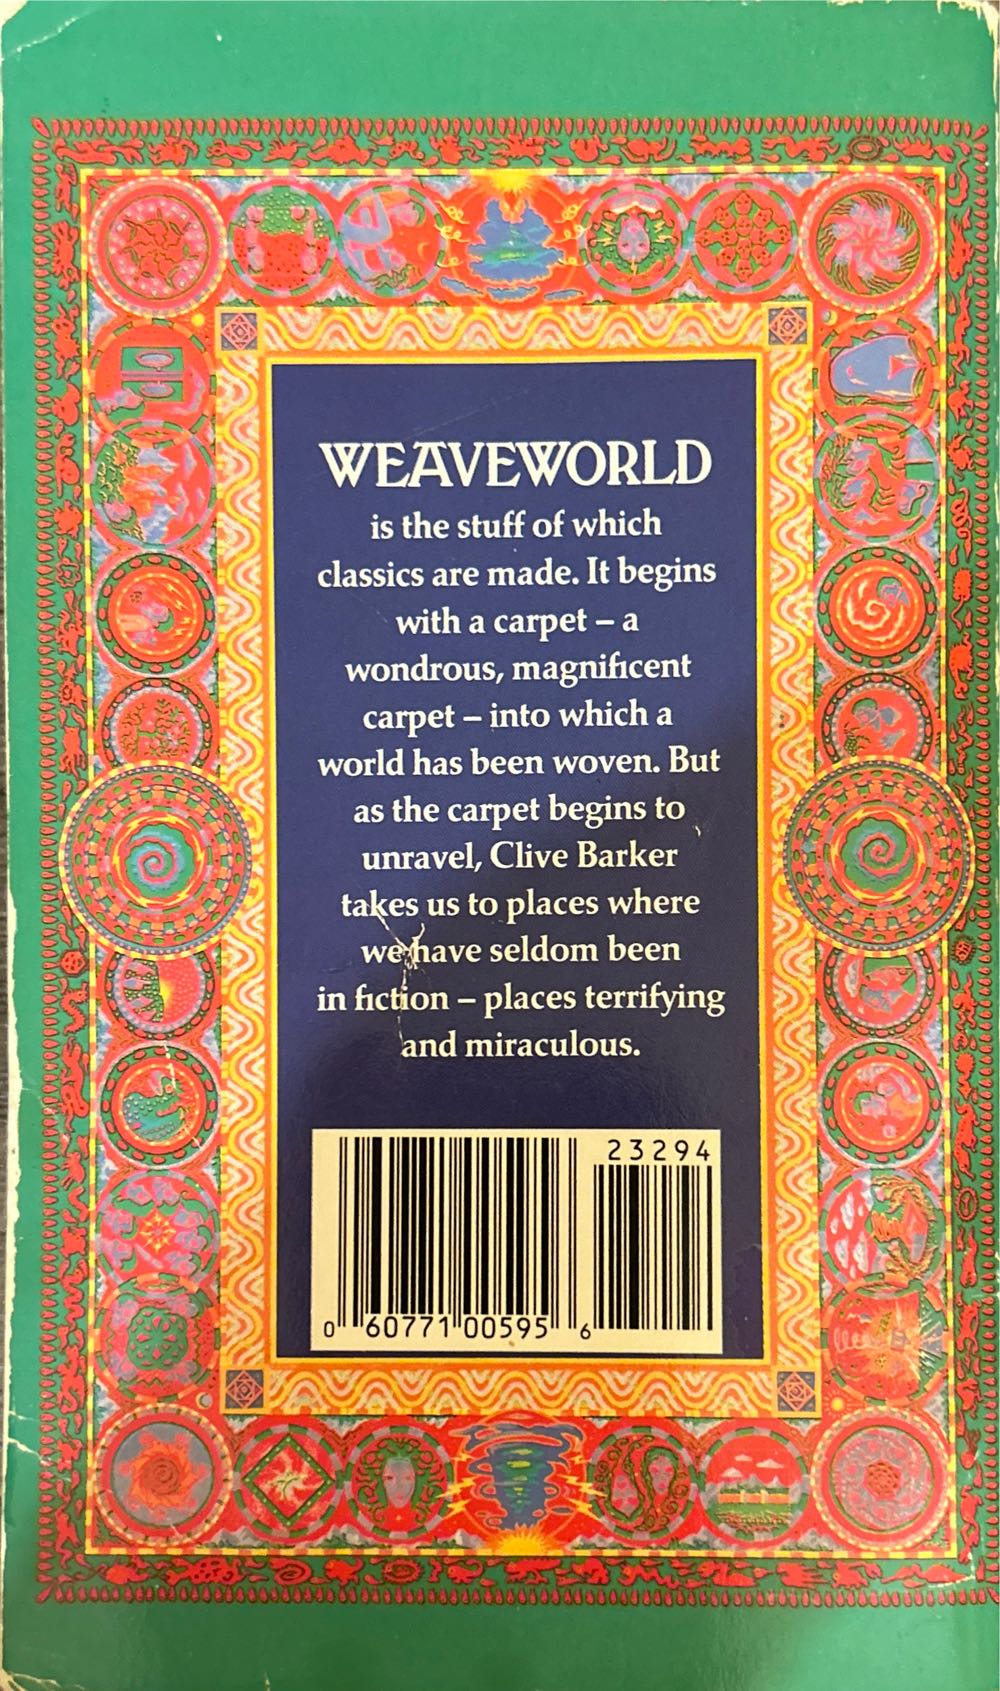 WEAVEWORLD
is the stuff of which
classics are made. It begins
with a carpet – a
wondrous, magnificent
carpet – into which a
world has been woven. But
as the carpet begins to
unravel, Clive Barker
takes us to places where
we have seldom been
in fiction – places terrifying
and miraculous.
23294
0 60771 00595 6